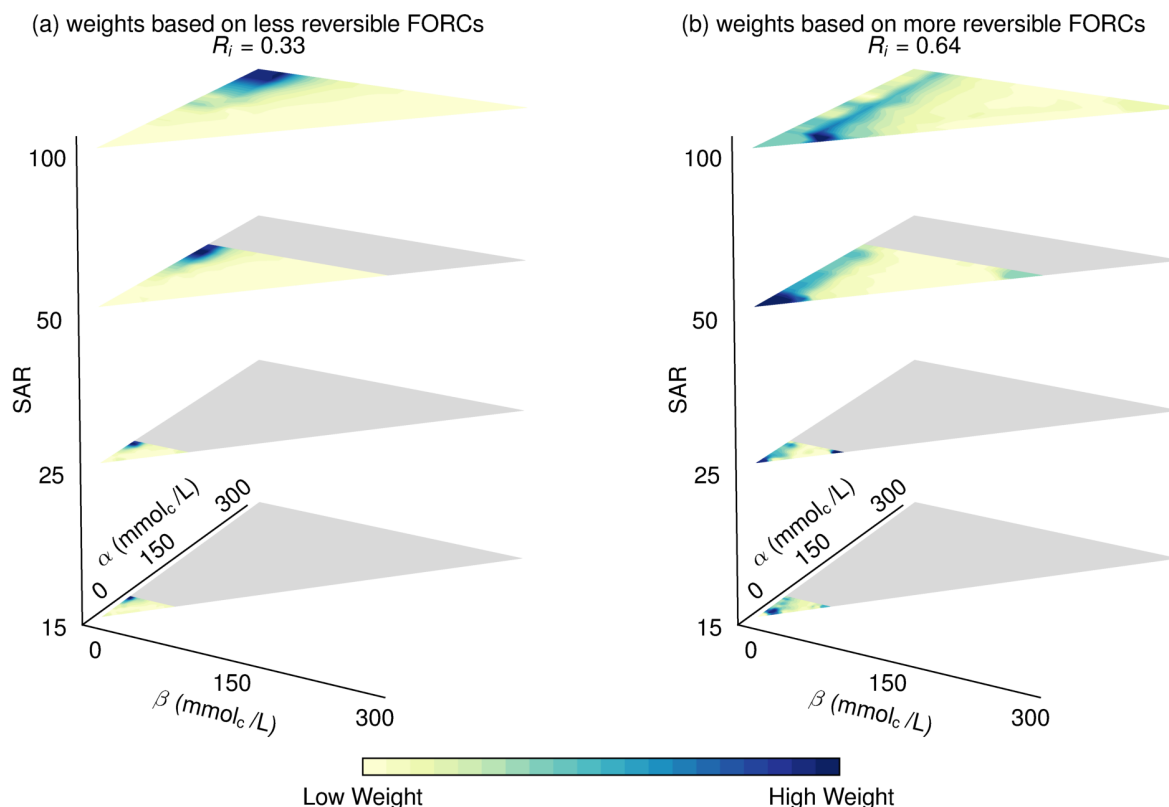 (a) weights based on less reversible FORCs
R_i = 0.33
100
50
SAR
25
α (mmol_c /L)
300
150
0
15
0
150
β (mmol_c /L)
300
(b) weights based on more reversible FORCs
R_i = 0.64
100
50
SAR
25
α (mmol_c /L)
300
150
0
15
0
150
β (mmol_c /L)
300
Low Weight
High Weight